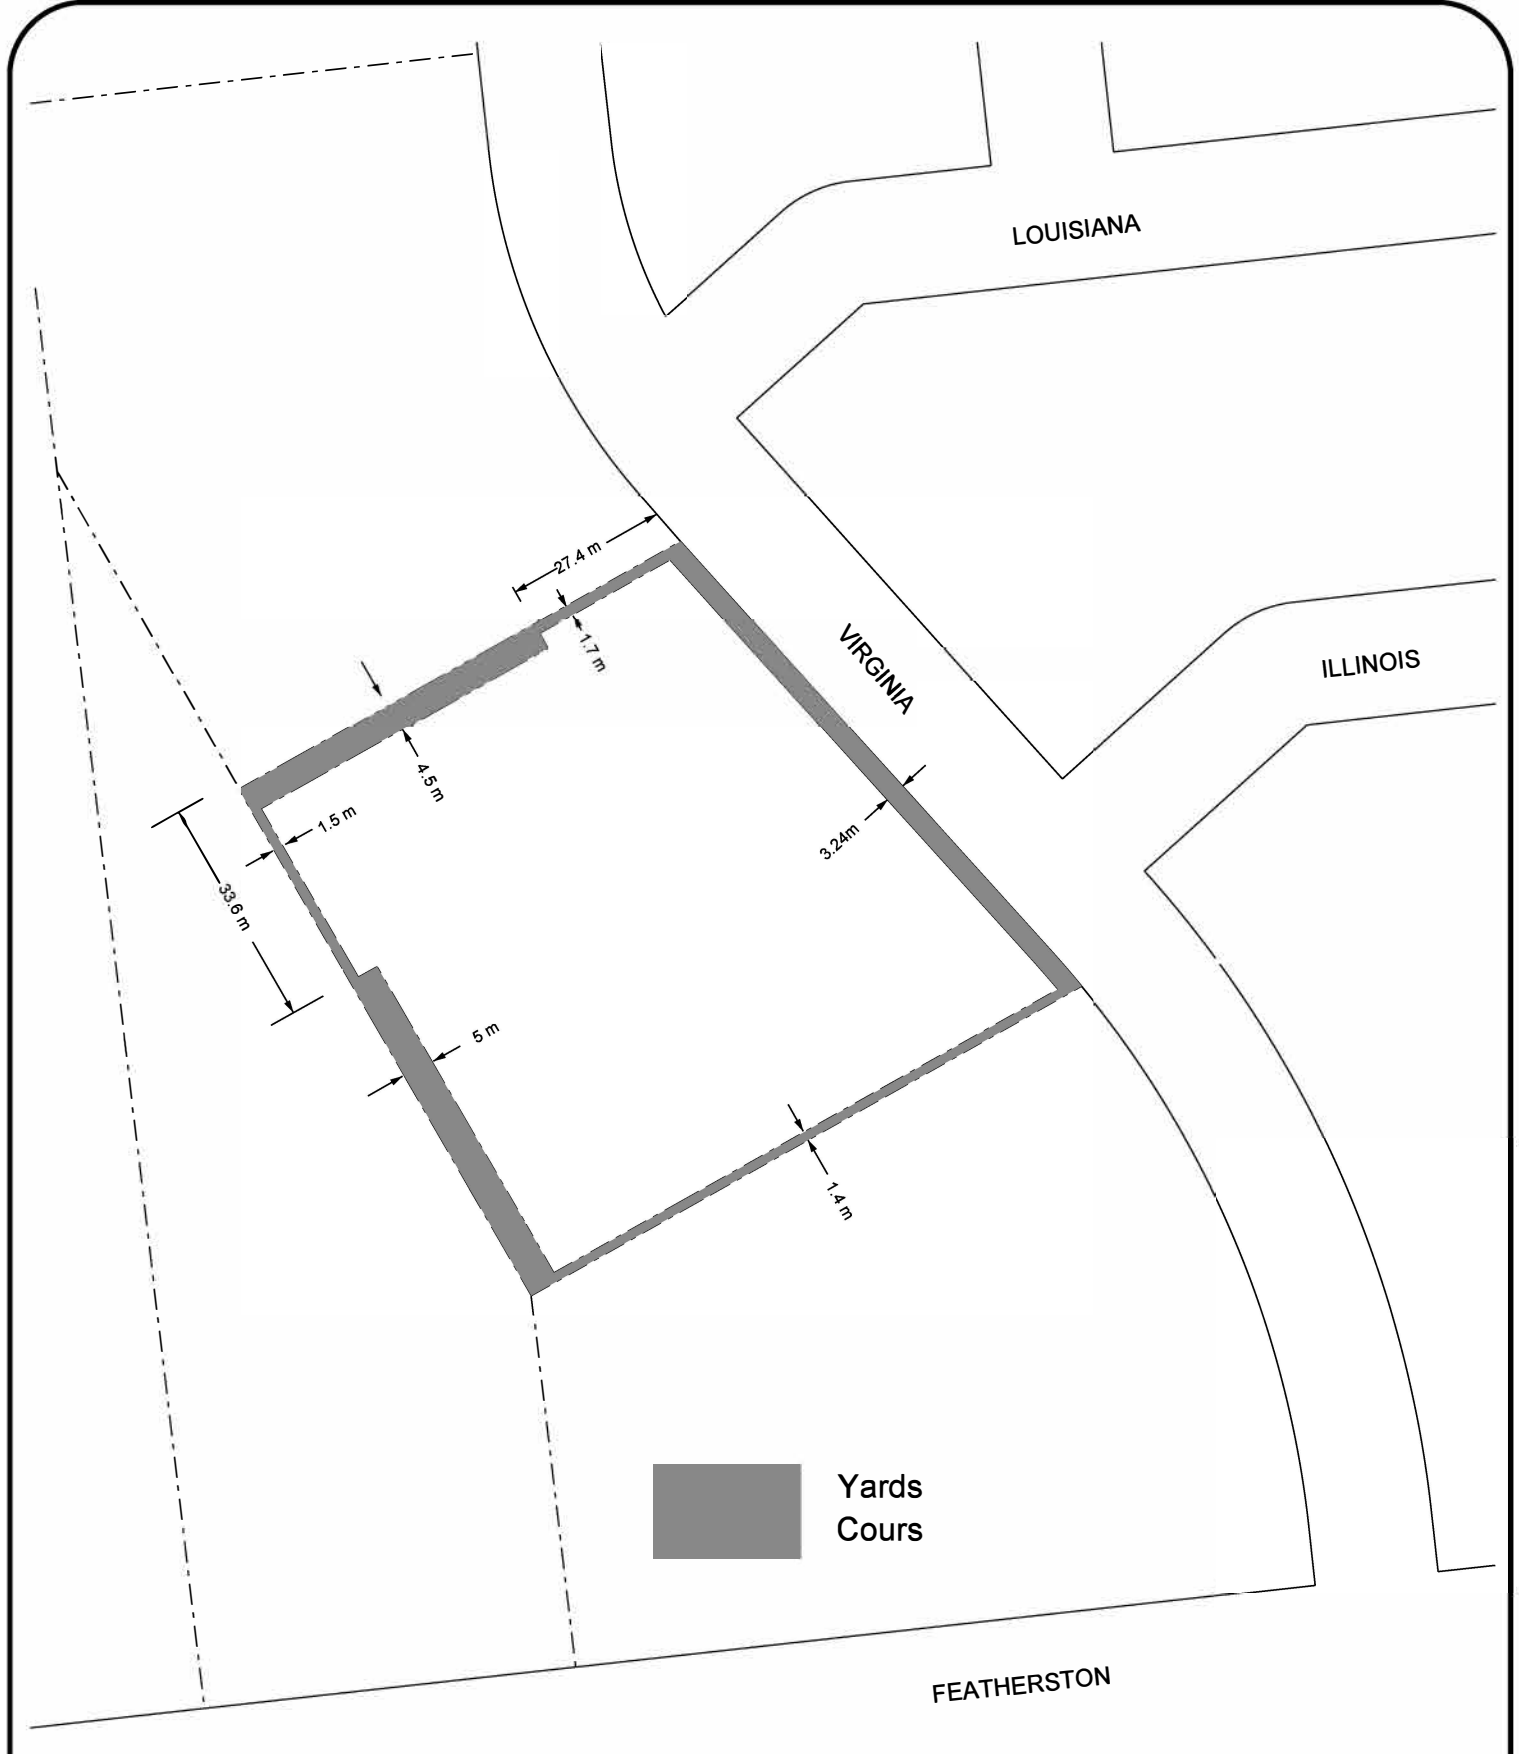 LOUISIANA
27.4 m
1.7 m
VIRGINIA
ILLINOIS
4.5 m
1.5 m
3.24m
33.6 m
5 m
1.4 m
Yards
Cours
FEATHERSTON